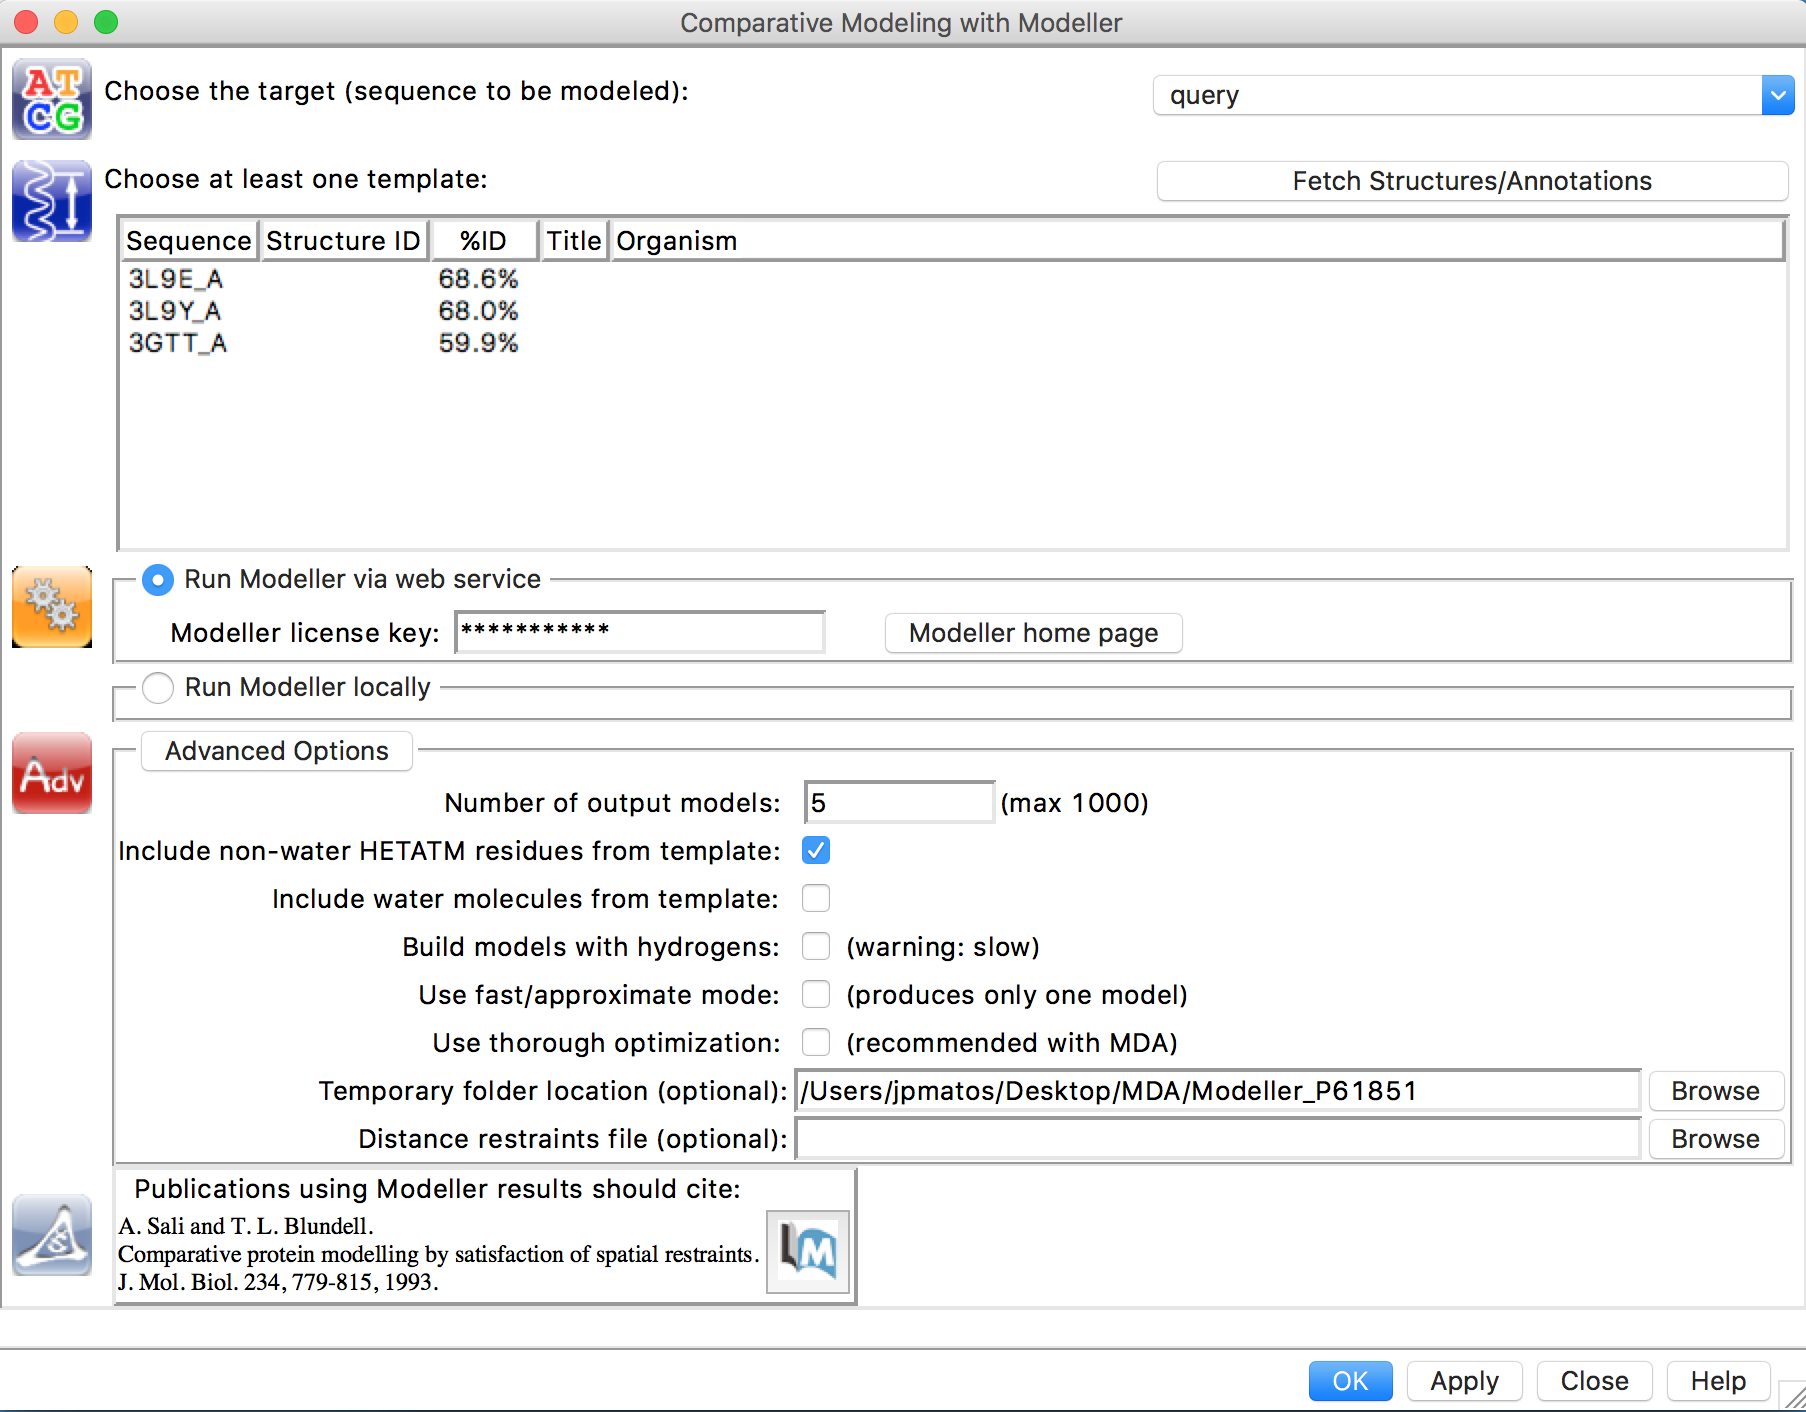 Comparative Modeling with Modeller
AT
CG
Choose the target (sequence to be modeled):
query
Choose at least one template:
Fetch Structures/Annotations
Sequence Structure ID %ID Title Organism
3L9E_A 68.6%
3L9Y_A 68.0%
3GTT_A 59.9%
Run Modeller via web service
Modeller license key: ***********
Modeller home page
Run Modeller locally
Adv
Advanced Options
Number of output models: 5 (max 1000)
Include non-water HETATM residues from template:
Include water molecules from template:
Build models with hydrogens: (warning: slow)
Use fast/approximate mode: (produces only one model)
Use thorough optimization: (recommended with MDA)
Temporary folder location (optional): /Users/jpmatos/Desktop/MDA/Modeller_P61851 Browse
Distance restraints file (optional): Browse
Publications using Modeller results should cite:
A. Sali and T. L. Blundell.
Comparative protein modelling by satisfaction of spatial restraints.
J. Mol. Biol. 234, 779-815, 1993.
M
OK Apply Close Help